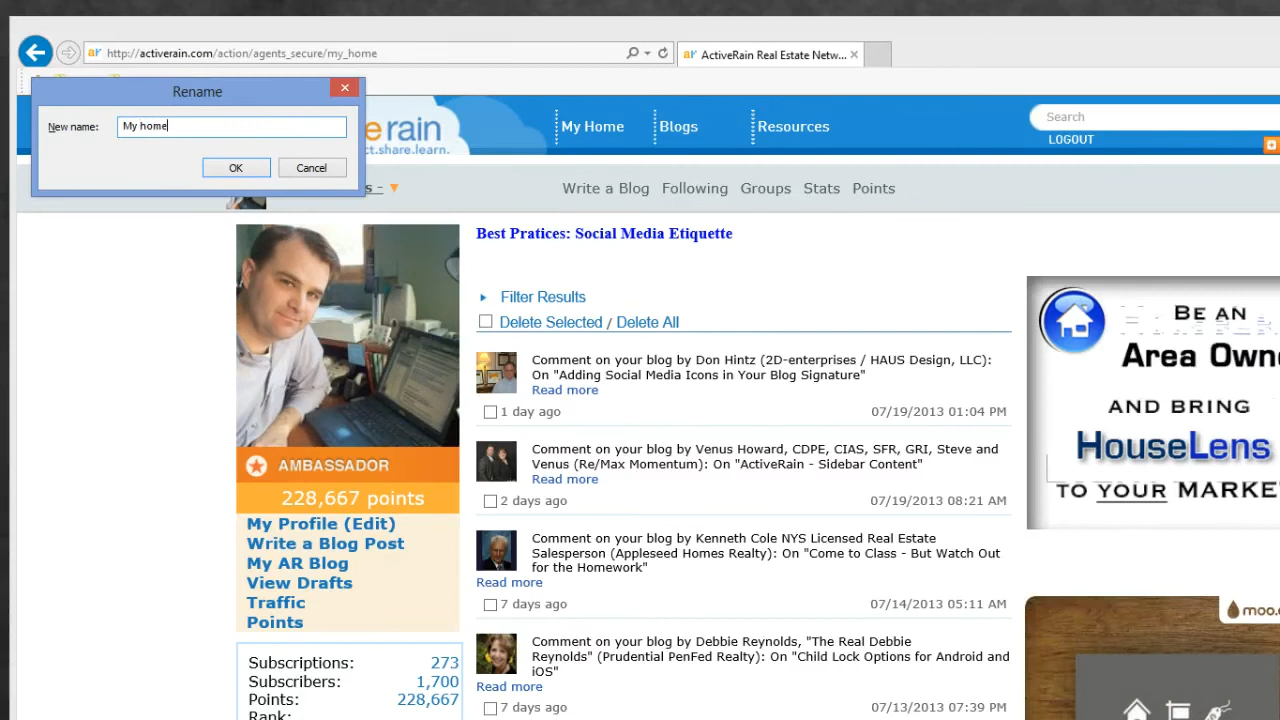 http://activerain.com/action/agents_secure/my_home
ActiveRain Real Estate Netw...
Rename
New name: My home
OK Cancel
rain
ct.share.learn.
My Home Blogs Resources
Search
LOGOUT
s -
Write a Blog Following Groups Stats Points
Best Pratices: Social Media Etiquette
Filter Results
Delete Selected / Delete All
Comment on your blog by Don Hintz (2D-enterprises / HAUS Design, LLC):
On "Adding Social Media Icons in Your Blog Signature"
Read more
1 day ago 07/19/2013 01:04 PM
Comment on your blog by Venus Howard, CDPE, CIAS, SFR, GRI, Steve and
Venus (Re/Max Momentum): On "ActiveRain - Sidebar Content"
Read more
2 days ago 07/19/2013 08:21 AM
Comment on your blog by Kenneth Cole NYS Licensed Real Estate
Salesperson (Appleseed Homes Realty): On "Come to Class - But Watch Out
for the Homework"
Read more
7 days ago 07/14/2013 05:11 AM
Comment on your blog by Debbie Reynolds, "The Real Debbie
Reynolds" (Prudential PenFed Realty): On "Child Lock Options for Android and
iOS"
Read more
7 days ago 07/13/2013 07:39 PM
AMBASSADOR
228,667 points
My Profile (Edit)
Write a Blog Post
My AR Blog
View Drafts
Traffic
Points
Subscriptions: 273
Subscribers: 1,700
Points: 228,667
Rank:
BE AN
Area Own
AND BRING
HouseLens
TO YOUR MARKE
moo.c